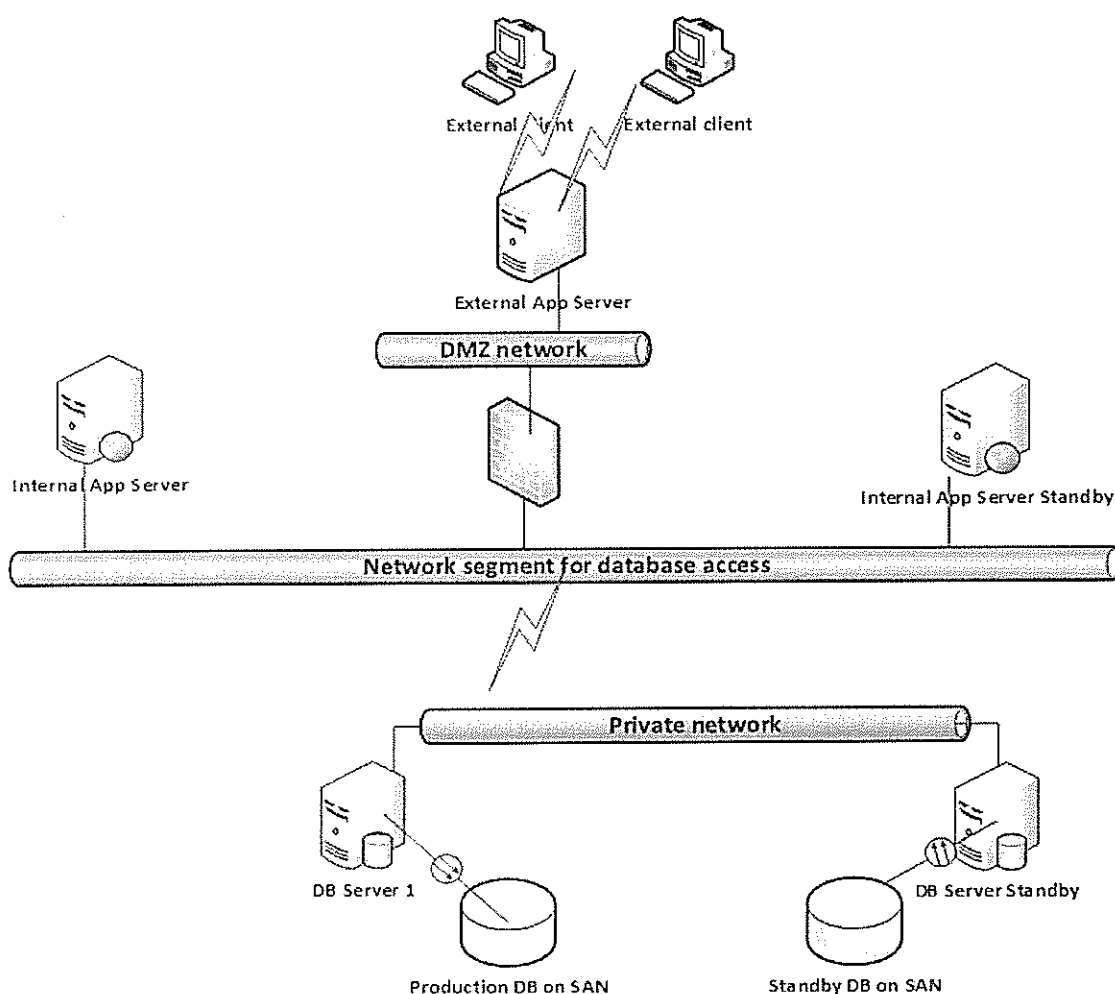 External client
External client
External App Server
DMZ network
Internal App Server
Internal App Server Standby
Network segment for database access
Private network
DB Server 1
DB Server Standby
Production DB on SAN
Standby DB on SAN